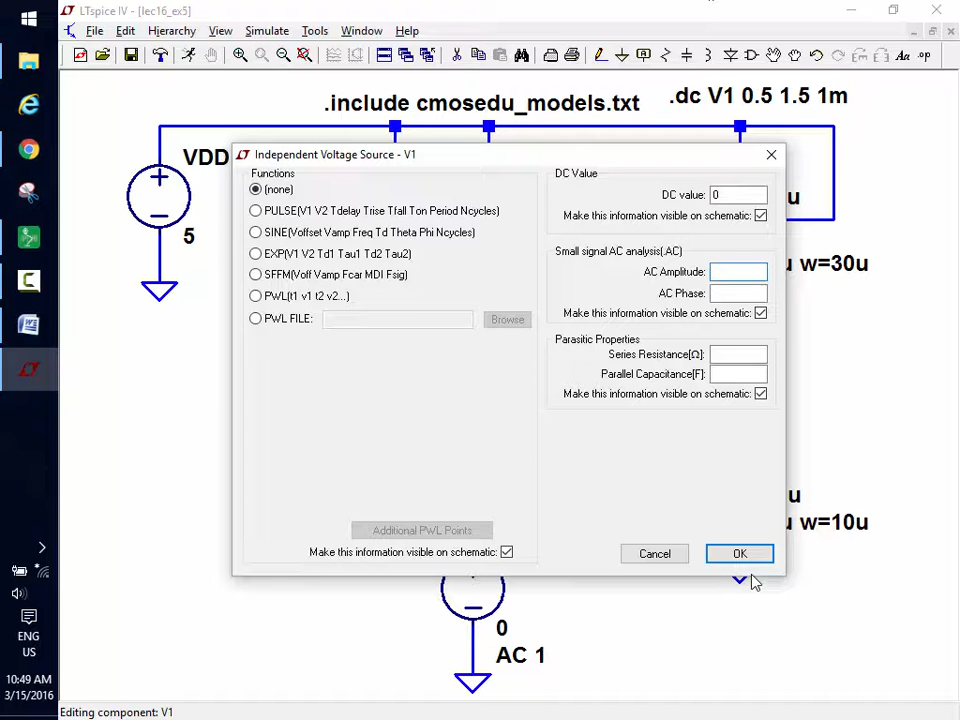 LTspice IV - [lec16_ex5]
File Edit Hierarchy View Simulate Tools Window Help
Aa .op
.include cmosedu_models.txt
.dc V1 0.5 1.5 1m
VDD
5
Independent Voltage Source - V1
Functions
(none)
PULSE(V1 V2 Tdelay Trise Tfall Ton Period Ncycles)
SINE(Voffset Vamp Freq Td Theta Phi Ncycles)
EXP(V1 V2 Td1 Tau1 Td2 Tau2)
SFFM(Voff Vamp Fcar MDI Fsig)
PWL(t1 v1 t2 v2...)
PWL FILE:
Browse
Additional PWL Points
Make this information visible on schematic:
DC Value
DC value: 0
Make this information visible on schematic:
Small signal AC analysis(.AC)
AC Amplitude:
AC Phase:
Make this information visible on schematic:
Parasitic Properties
Series Resistance[Ω]:
Parallel Capacitance[F]:
Make this information visible on schematic:
Cancel
OK
u
u w=30u
u
u w=10u
0
AC 1
ENG
US
10:49 AM
3/15/2016
Editing component: V1